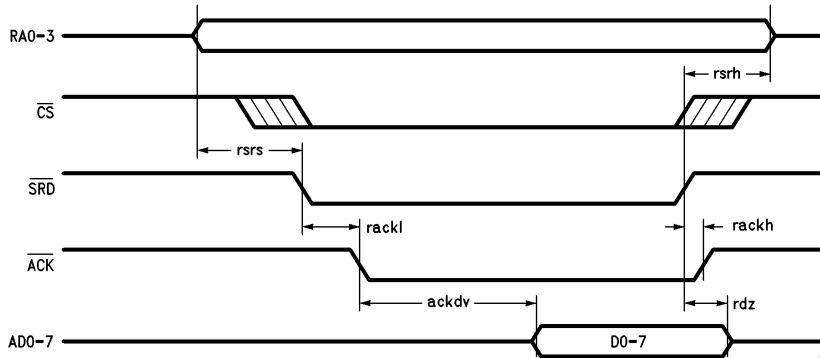 RA0-3
rsrh
CS
rsrs
SRD
rackl
rackh
ACK
ackdv
rdz
AD0-7
D0-7